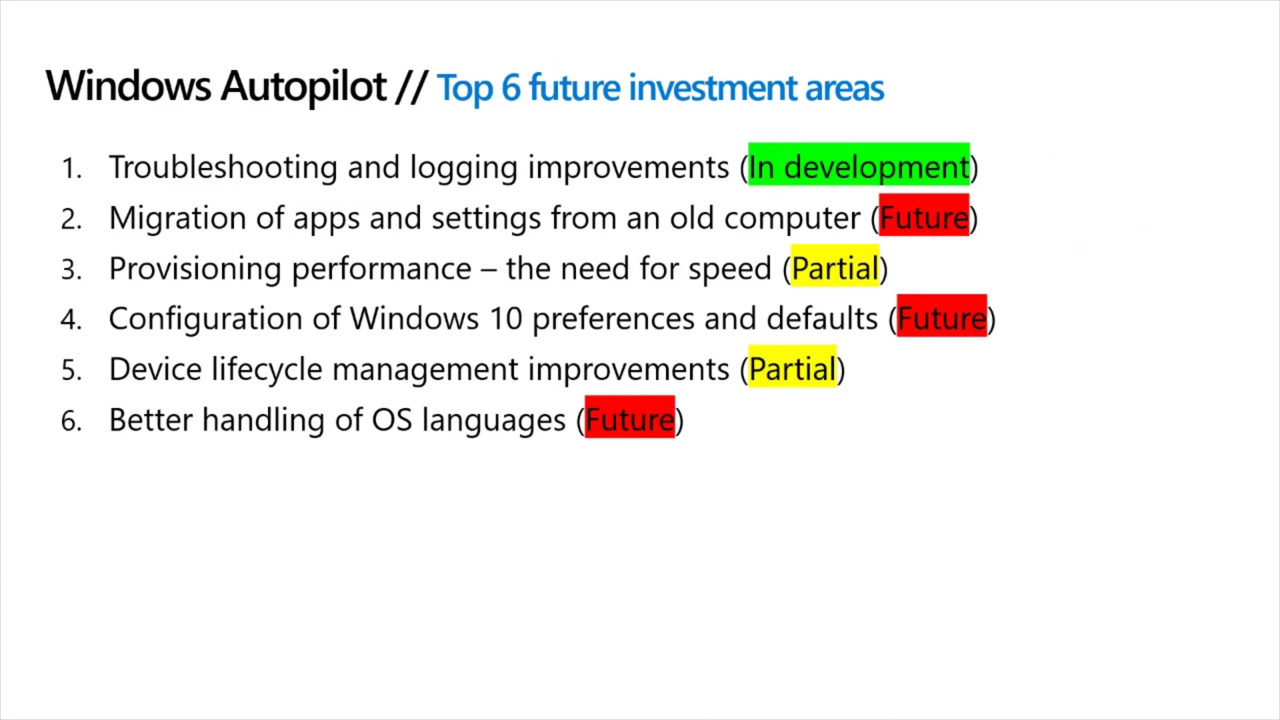 Windows Autopilot // Top 6 future investment areas
1. Troubleshooting and logging improvements (In development)
2. Migration of apps and settings from an old computer (Future)
3. Provisioning performance – the need for speed (Partial)
4. Configuration of Windows 10 preferences and defaults (Future)
5. Device lifecycle management improvements (Partial)
6. Better handling of OS languages (Future)